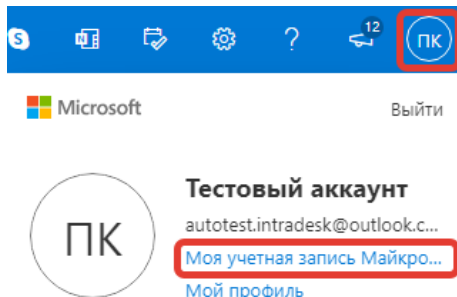 12
ПК
Microsoft
Выйти
ПК
Тестовый аккаунт
autotest.intradesk@outlook.c...
Моя учетная запись Майкро...
Мой профиль